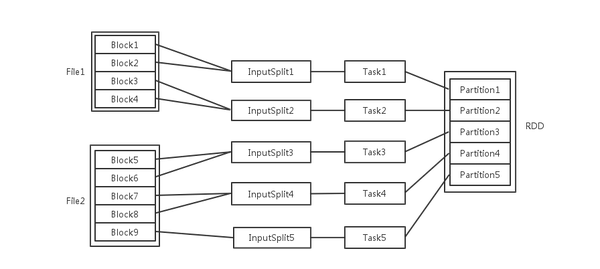 File1
Block1
Block2
Block3
Block4
File2
Block5
Block6
Block7
Block8
Block9
InputSplit1
InputSplit2
InputSplit3
InputSplit4
InputSplit5
Task1
Task2
Task3
Task4
Task5
Partition1
Partition2
Partition3
Partition4
Partition5
RDD